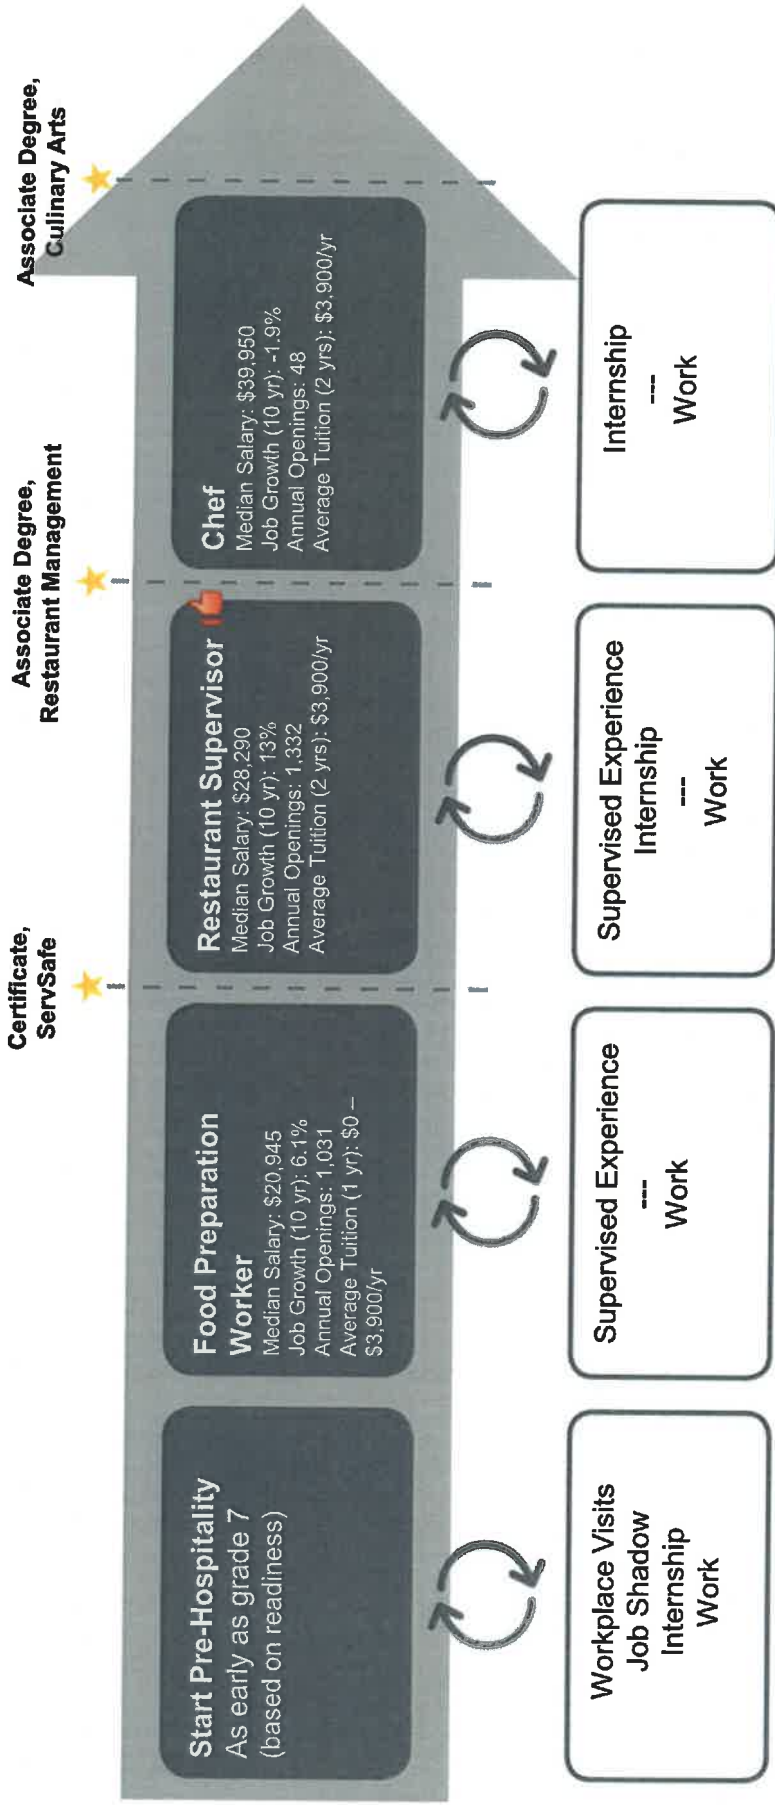 Certificate,
ServSafe
Associate Degree,
Restaurant Management
Associate Degree,
Culinary Arts
Start Pre-Hospitality
As early as grade 7
(based on readiness)
Food Preparation
Worker
Median Salary: $20,945
Job Growth (10 yr): 6.1%
Annual Openings: 1,031
Average Tuition (1 yr): $0 –
$3,900/yr
Restaurant Supervisor
Median Salary: $28,290
Job Growth (10 yr): 13%
Annual Openings: 1,332
Average Tuition (2 yrs): $3,900/yr
Chef
Median Salary: $39,950
Job Growth (10 yr): -1.9%
Annual Openings: 48
Average Tuition (2 yrs): $3,900/yr
Workplace Visits
Job Shadow
Internship
Work
Supervised Experience
---
Work
Supervised Experience
Internship
---
Work
Internship
---
Work